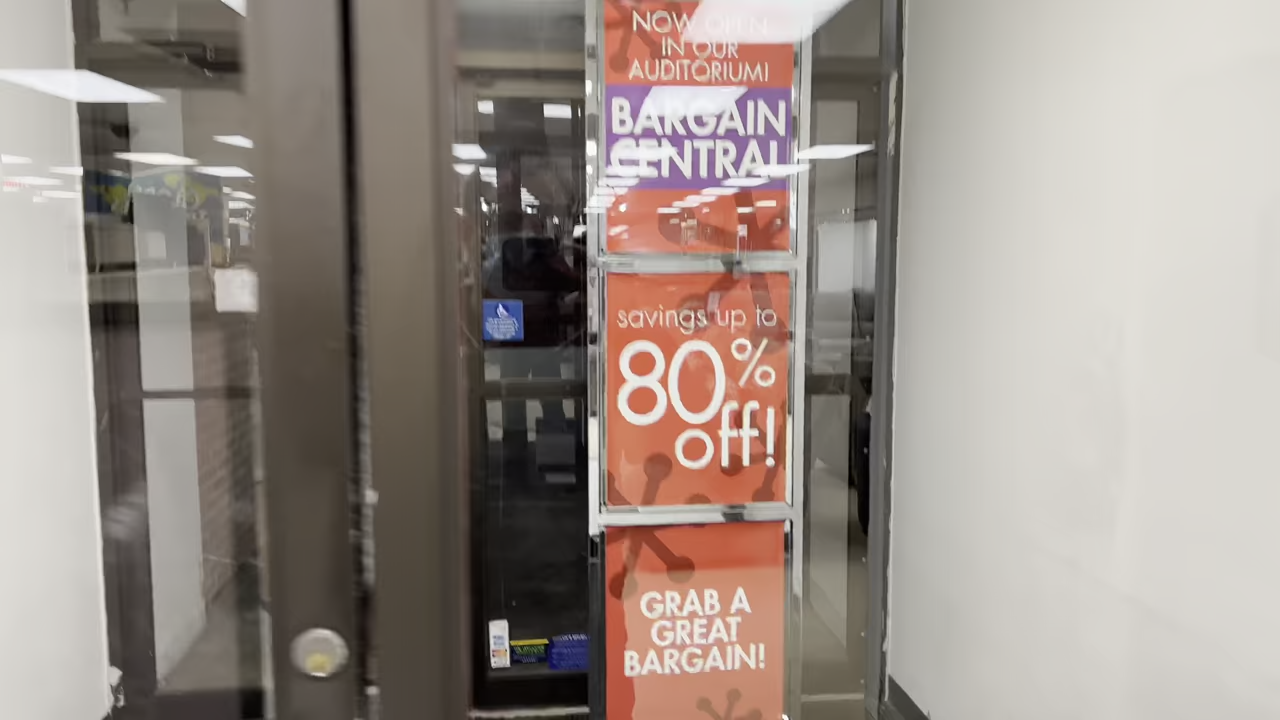 NOW OPEN
IN OUR
AUDITORIUM!
BARGAIN
CENTRAL
savings up to
80%
off!
GRAB A
GREAT
BARGAIN!